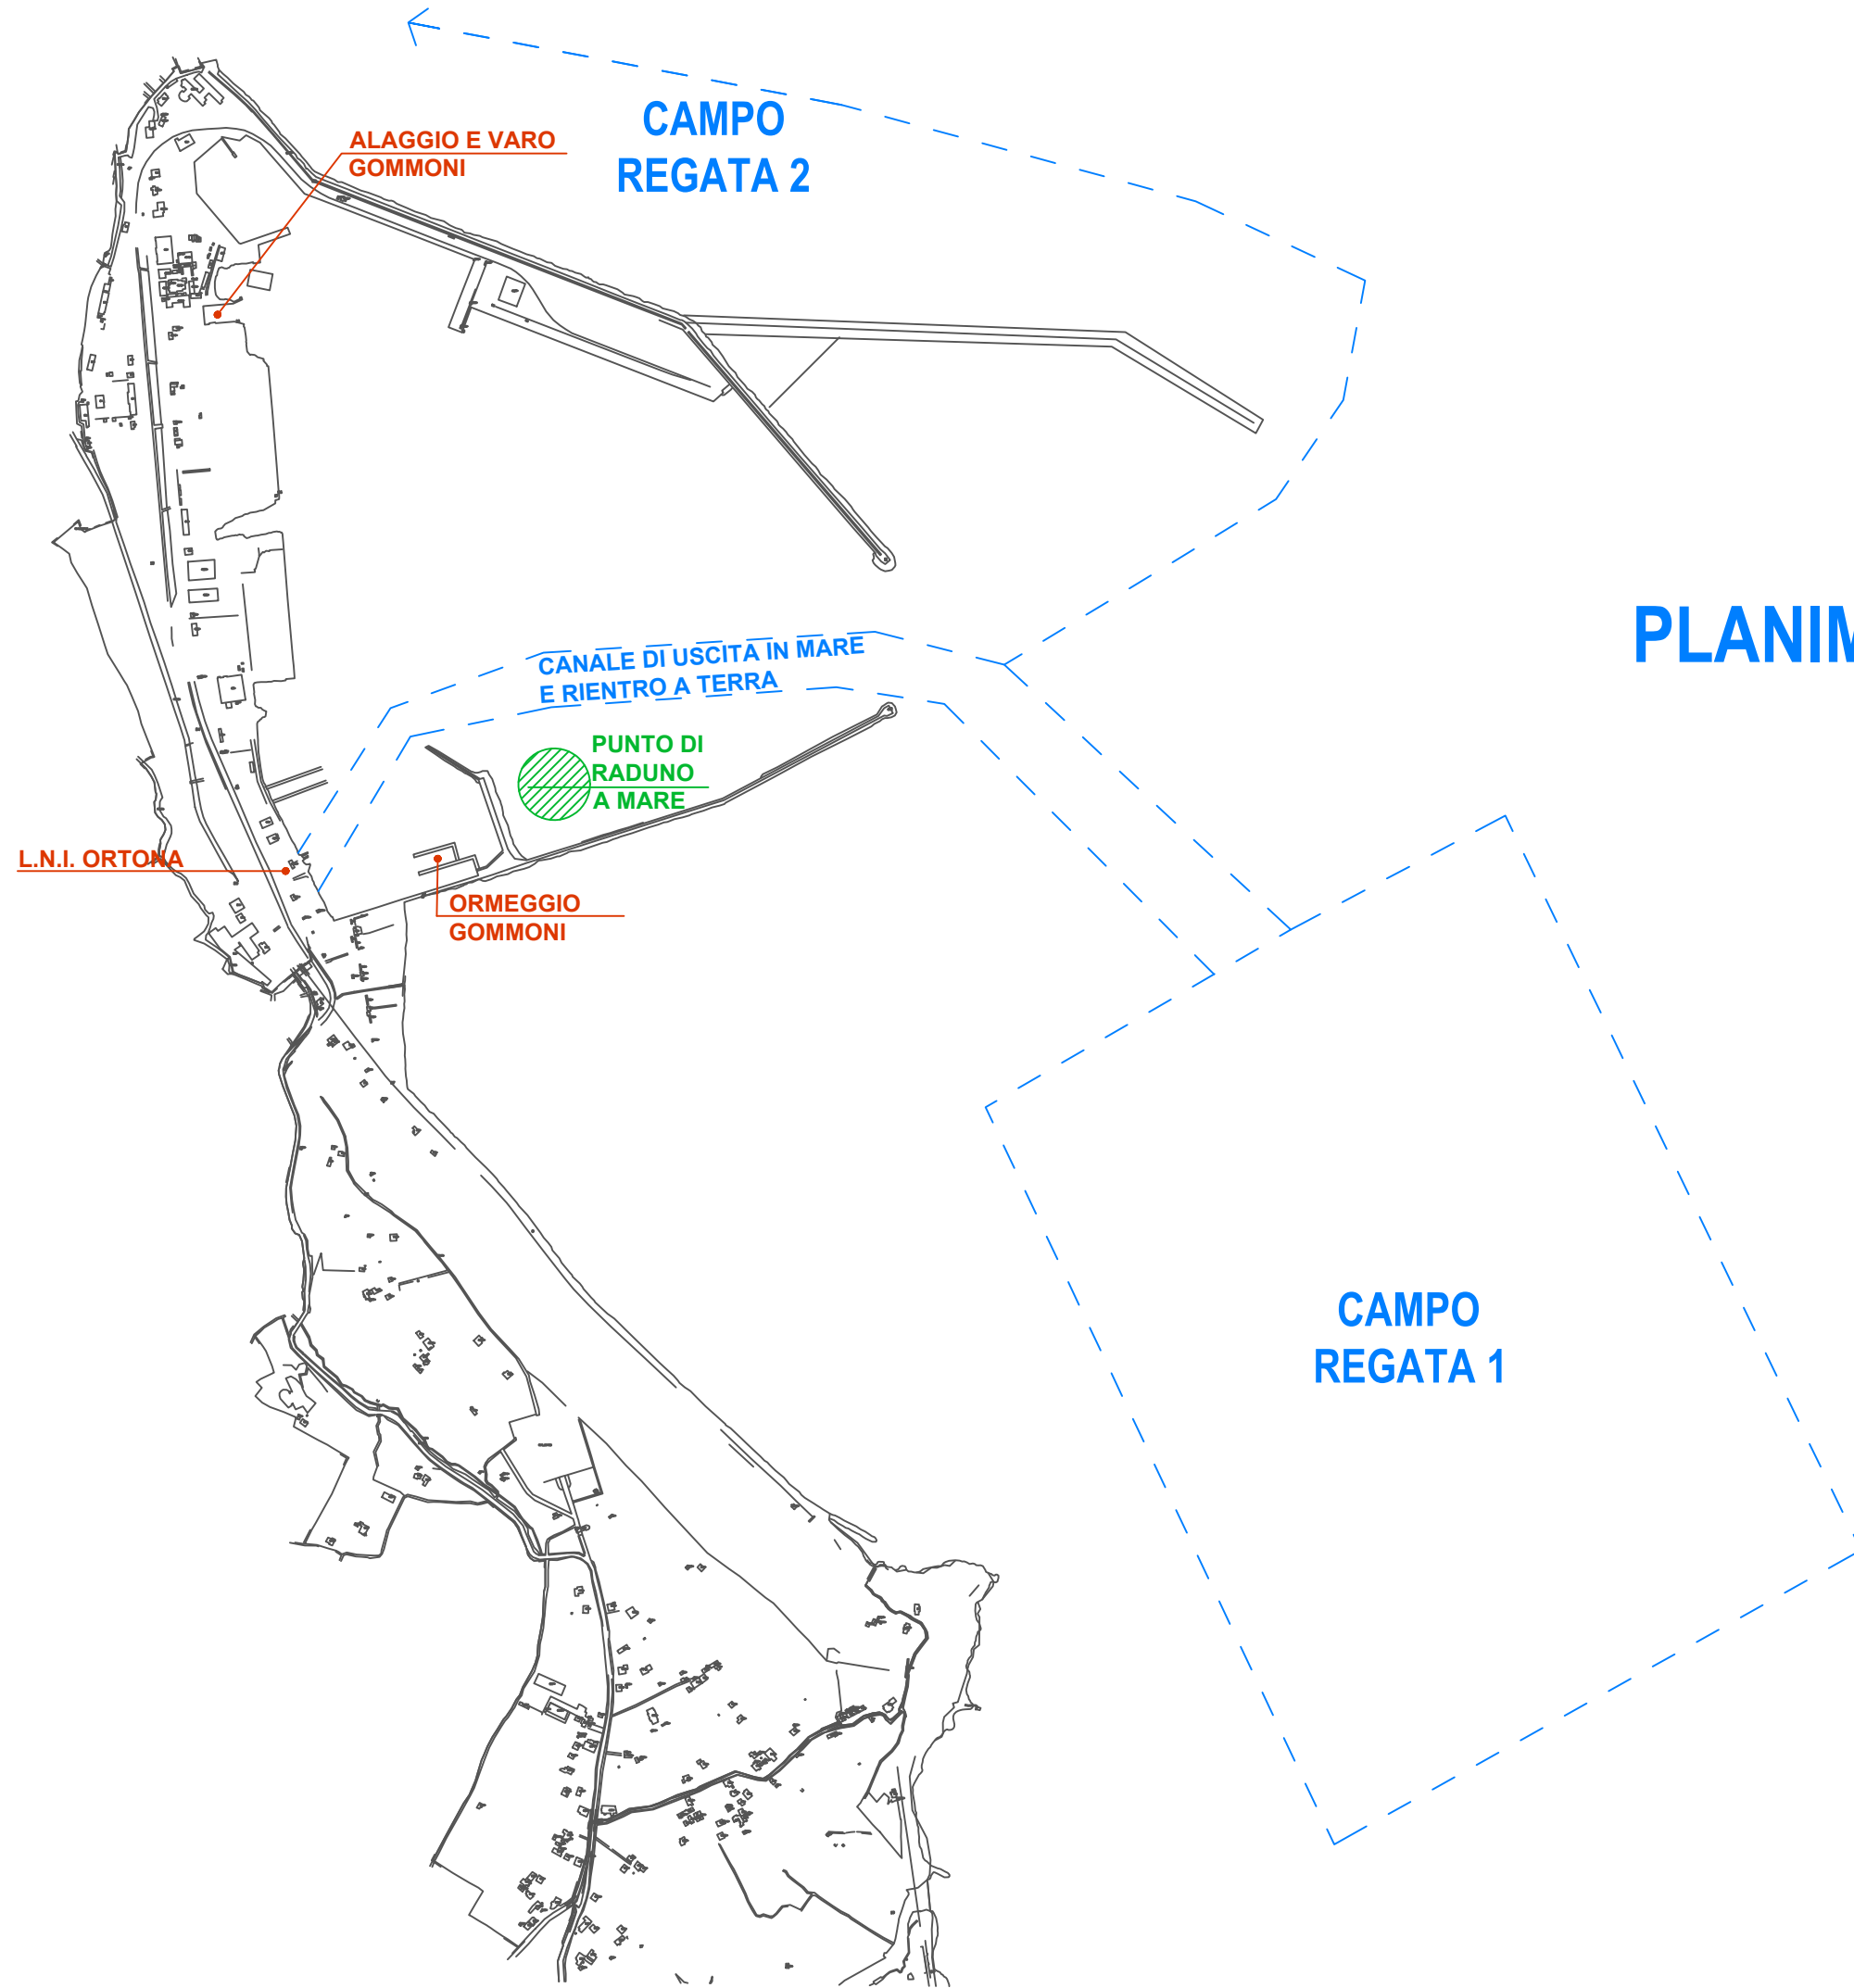 CAMPO
REGATA 2
ALAGGIO E VARO
GOMMONI
PLANIM
CANALE DI USCITA IN MARE
E RIENTRO A TERRA
PUNTO DI
RADUNO
A MARE
L.N.I. ORTONA
ORMEGGIO
GOMMONI
CAMPO
REGATA 1